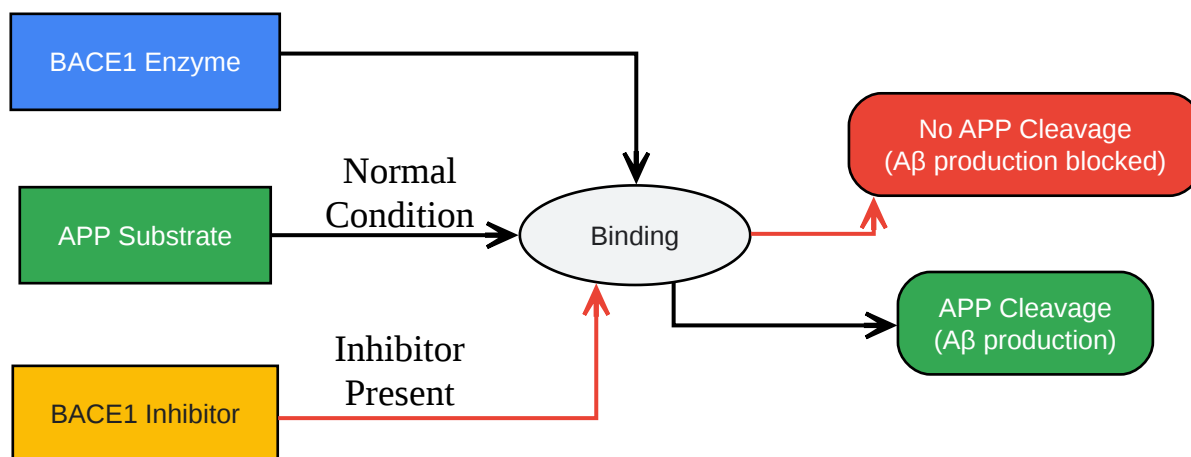 BACE1 Enzyme
Normal
Condition
APP Substrate
Inhibitor
Present
BACE1 Inhibitor
Binding
No APP Cleavage
(Aβ production blocked)
APP Cleavage
(Aβ production)